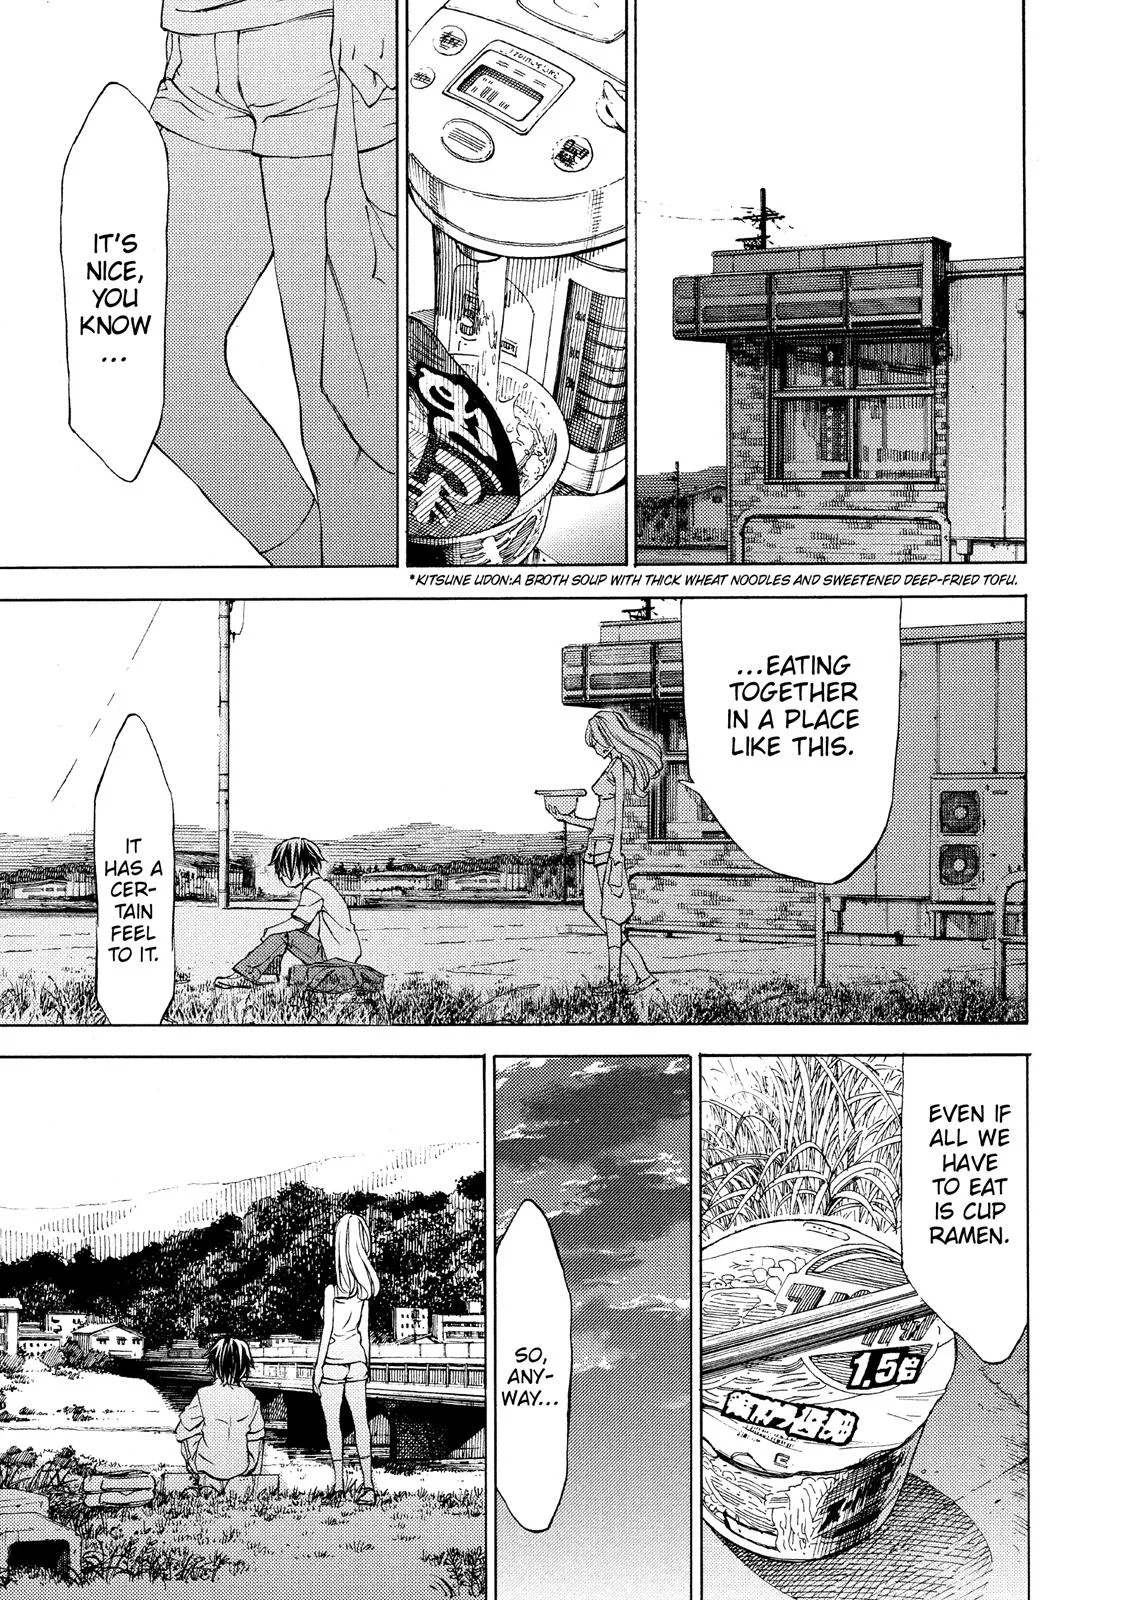 IT'S
NICE,
YOU
KNOW
...
*KITSUNE UDON:A BROTH SOUP WITH THICK WHEAT NOODLES AND SWEETENED DEEP-FRIED TOFU.
...EATING
TOGETHER
IN A PLACE
LIKE THIS.
IT
HAS A
CER-
TAIN
FEEL
TO IT.
EVEN IF
ALL WE
HAVE
TO EAT
IS CUP
RAMEN.
1.5倍
SO,
ANY-
WAY...